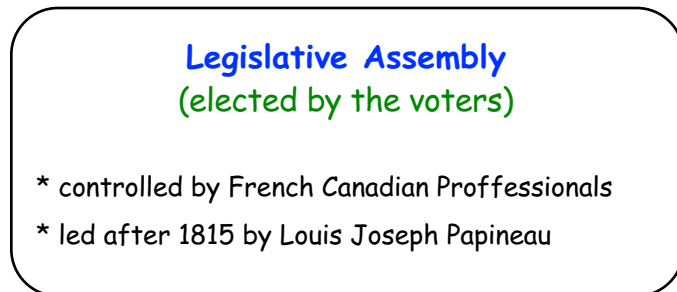 Legislative Assembly
(elected by the voters)
* controlled by French Canadian Proffessionals
* led after 1815 by Louis Joseph Papineau